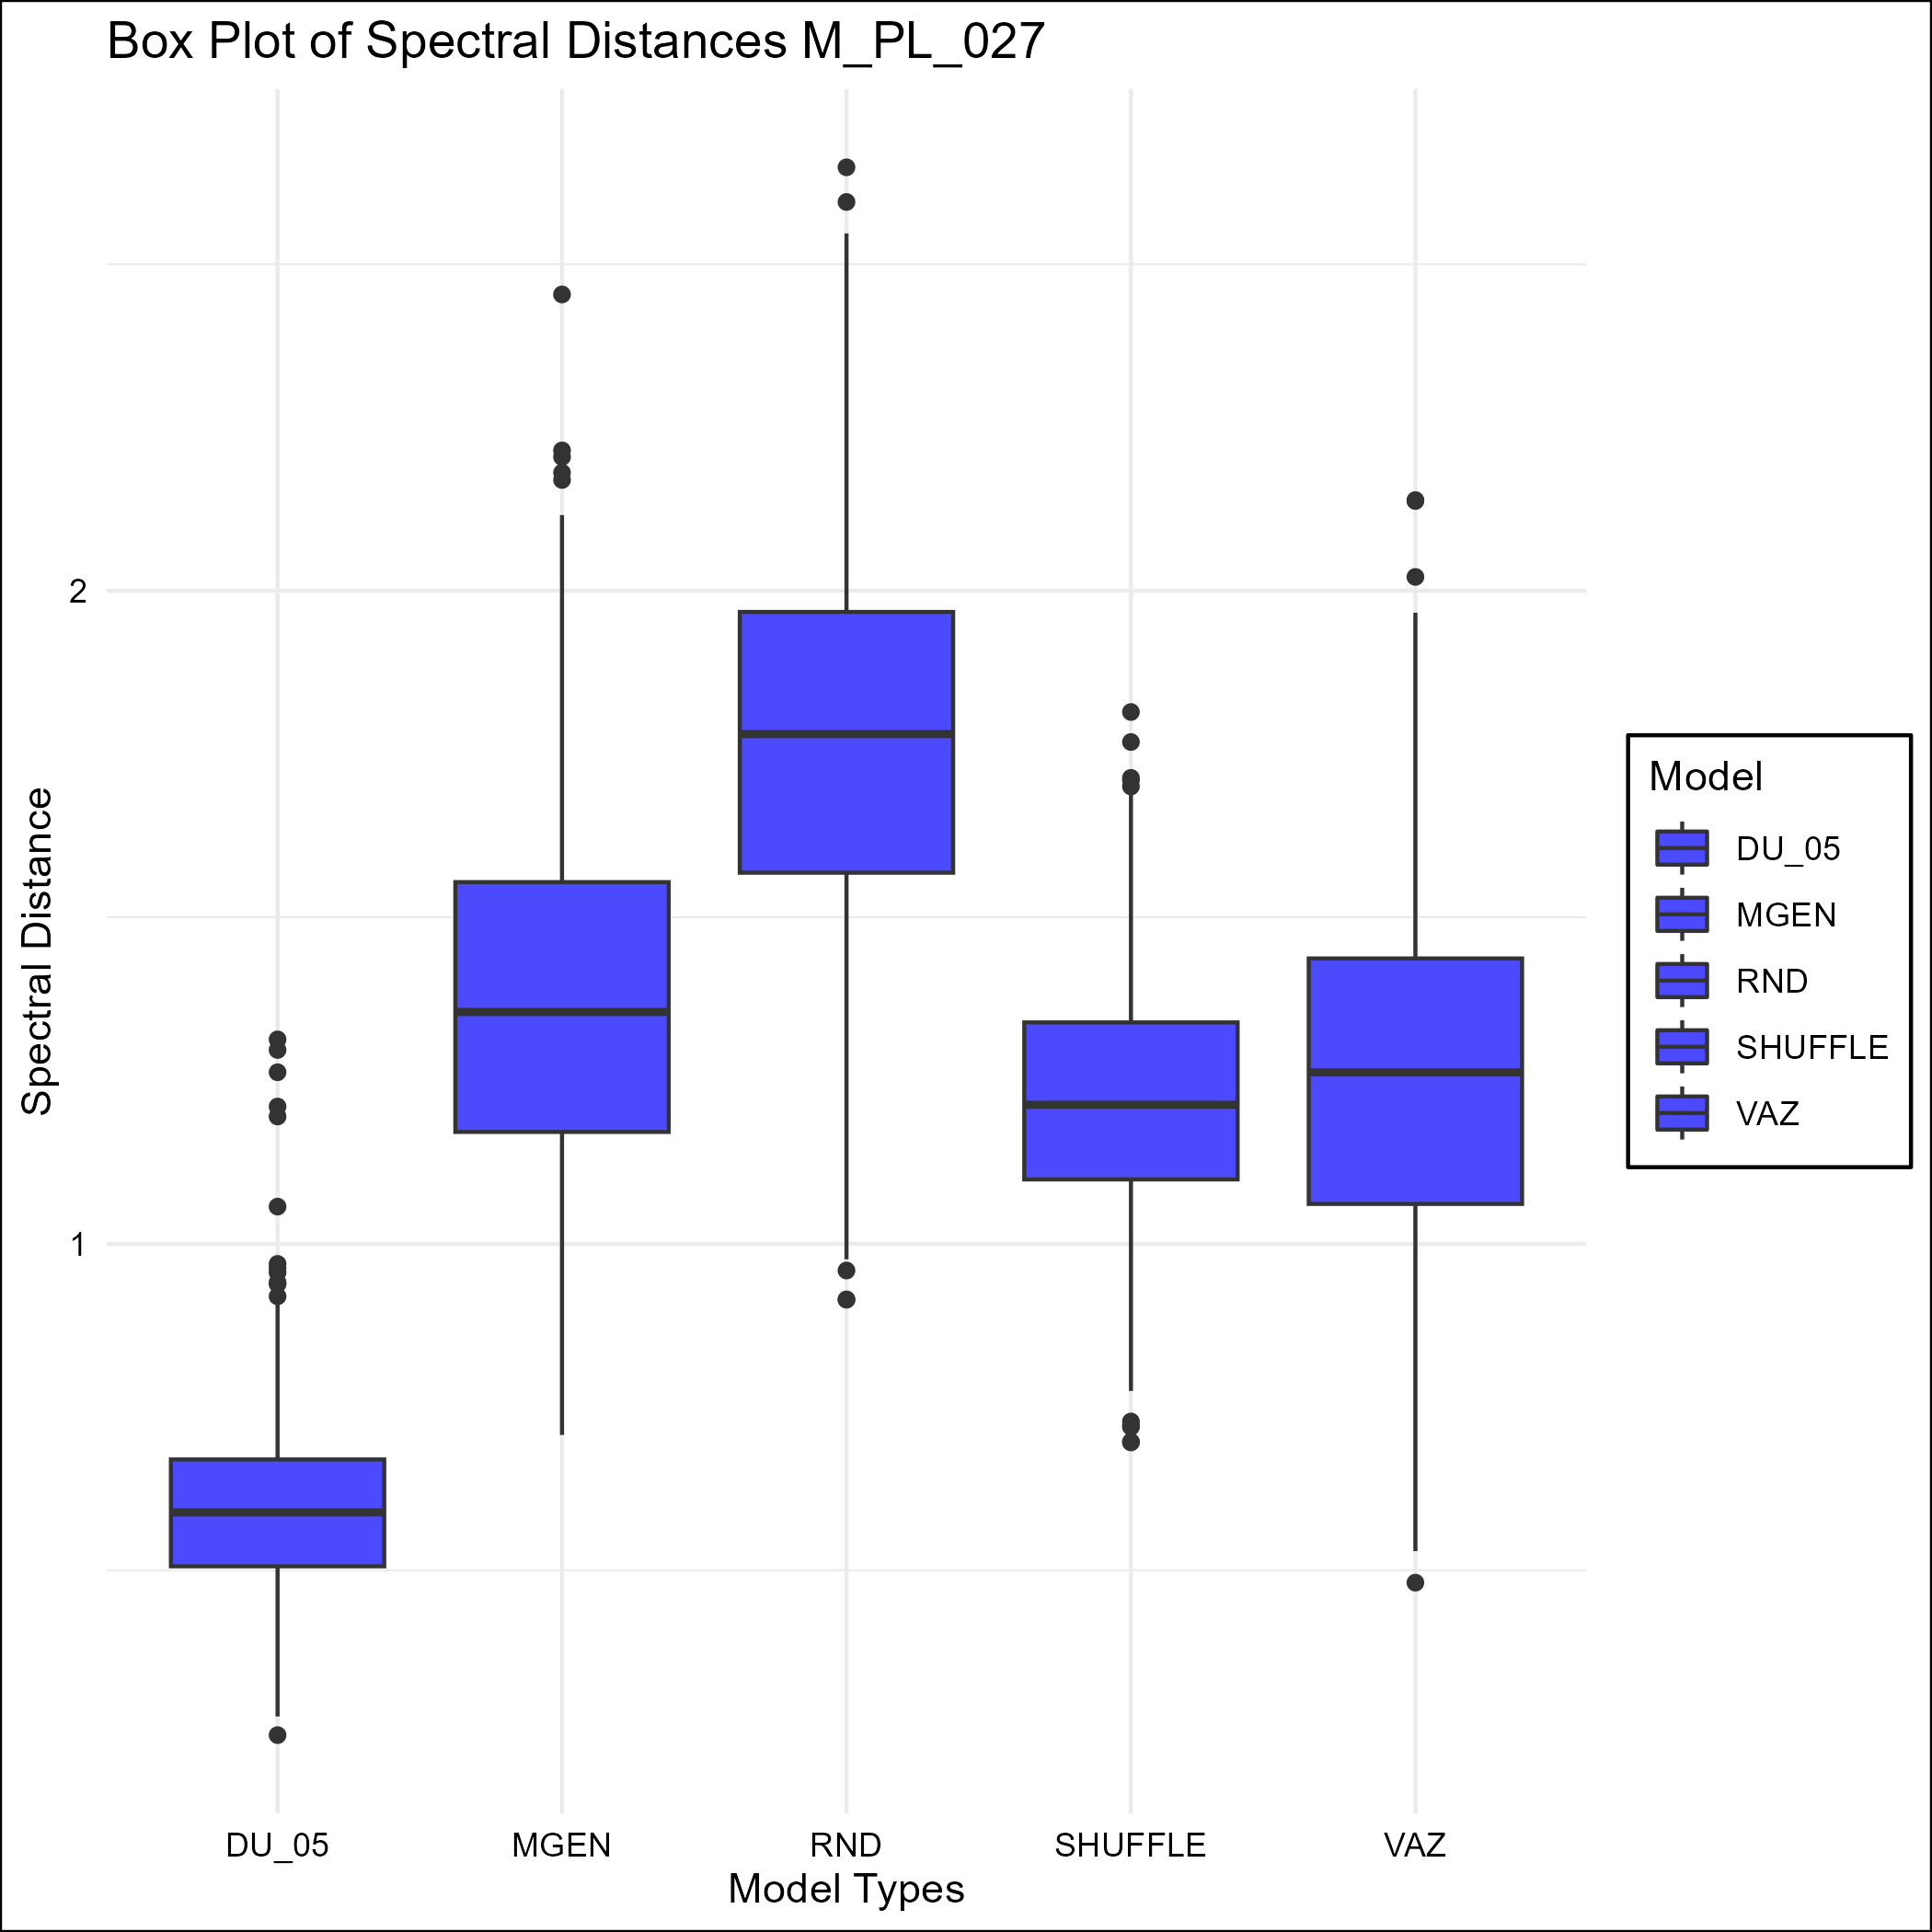 Box Plot of Spectral Distances M_PL_027
Spectral Distance
2
1
DU_05
MGEN
RND
SHUFFLE
VAZ
Model Types
Model
DU_05
MGEN
RND
SHUFFLE
VAZ